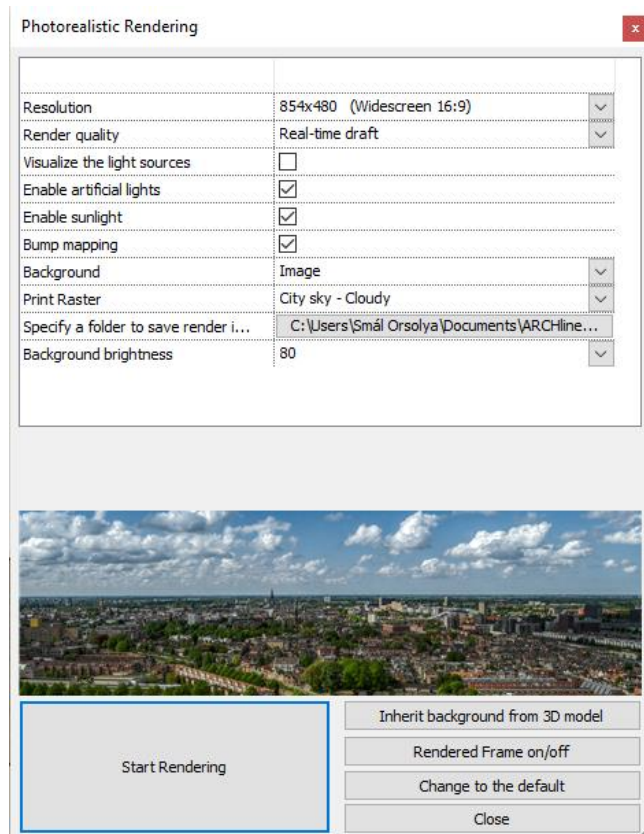 Photorealistic Rendering
x
Resolution 854x480 (Widescreen 16:9)
Render quality Real-time draft
Visualize the light sources
Enable artificial lights
Enable sunlight
Bump mapping
Background Image
Print Raster City sky - Cloudy
Specify a folder to save render i... C:\Users\Smál Orsolya\Documents\ARCHline...
Background brightness 80
Start Rendering
Inherit background from 3D model
Rendered Frame on/off
Change to the default
Close